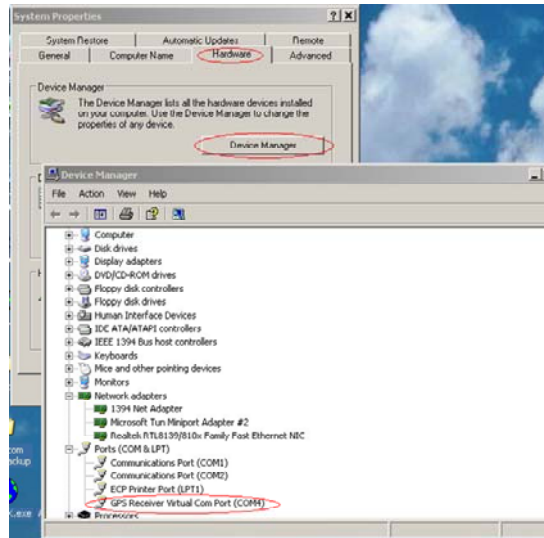 System Properties
System Restore
Automatic Updates
Remote
General
Computer Name
Hardware
Advanced
Device Manager
The Device Manager lists all the hardware devices installed
on your computer. Use the Device Manager to change the
properties of any device.
Device Manager
Device Manager
File Action View Help
Computer
Disk drives
Display adapters
DVD/CD-ROM drives
Floppy disk controllers
Floppy disk drives
Human Interface Devices
IDE ATA/ATAPI controllers
IEEE 1394 Bus host controllers
Keyboards
Mice and other pointing devices
Monitors
Network adapters
1394 Net Adapter
Microsoft Tun Miniport Adapter #2
Realtek RTL8139/810x Family Fast Ethernet NIC
Ports (COM & LPT)
Communications Port (COM1)
Communications Port (COM2)
ECP Printer Port (LPT1)
GPS Receiver Virtual Com Port (COM4)
Processors